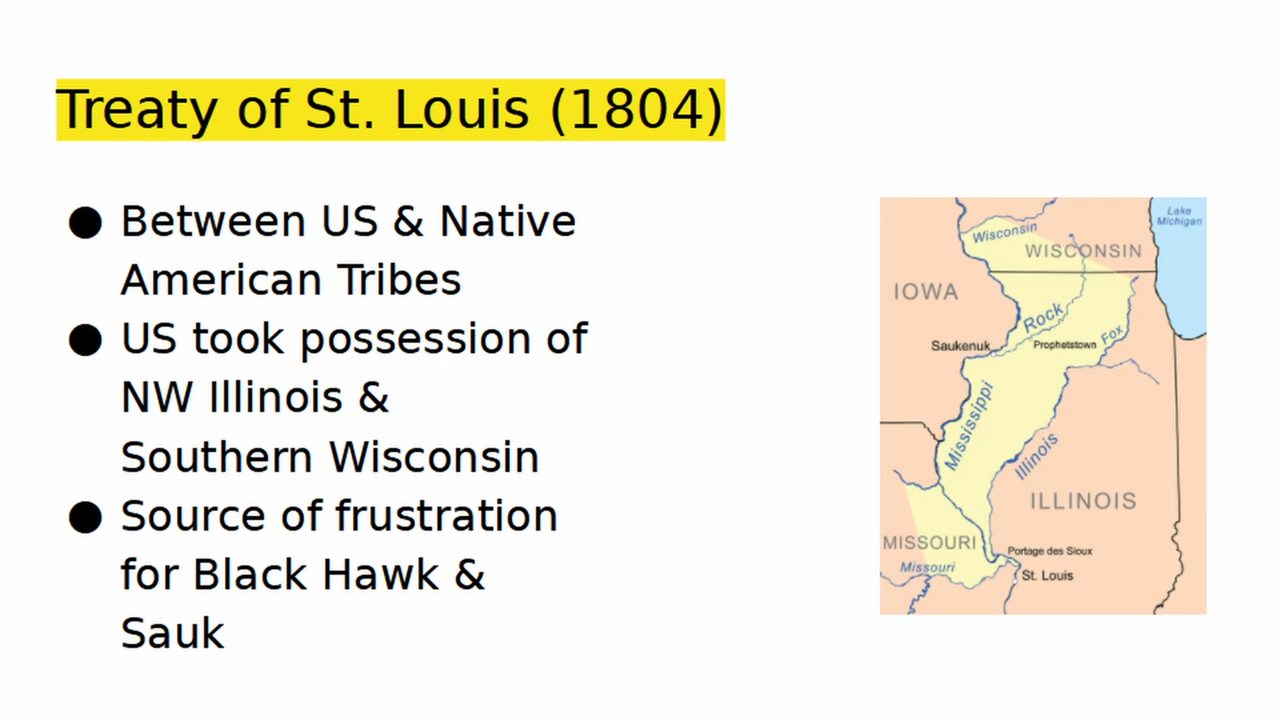 Treaty of St. Louis (1804)
● Between US & Native
American Tribes
● US took possession of
NW Illinois &
Southern Wisconsin
● Source of frustration
for Black Hawk &
Sauk
Lake
Michigan
Wisconsin
WISCONSIN
IOWA
Rock
Fox
Saukenuk
Prophetstown
Mississippi
Illinois
ILLINOIS
MISSOURI
Portage des Sioux
Missouri
St. Louis